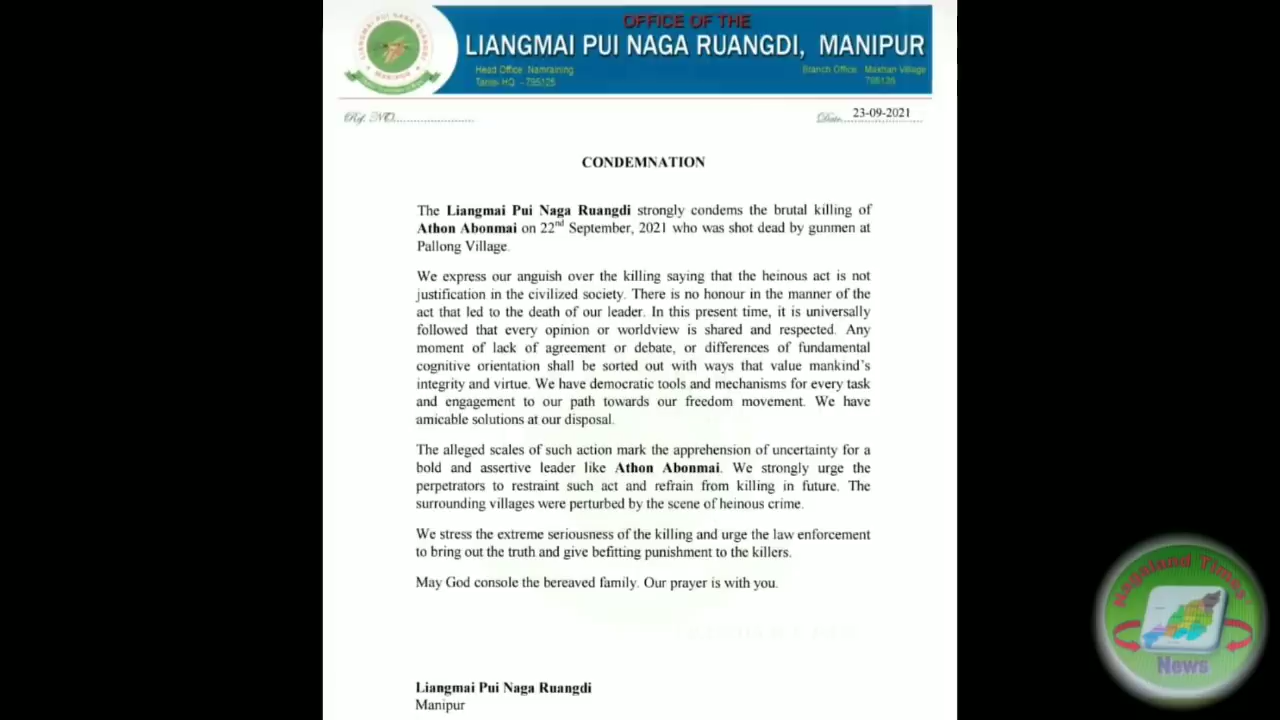 OFFICE OF THE
LIANGMAI PUI NAGA RUANGDI, MANIPUR
Head Office Namraining
Tamei HQ - 795125
Branch Office Makhan Village
795136
Ref. NO.......................
Date 23-09-2021
CONDEMNATION
The Liangmai Pui Naga Ruangdi strongly condems the brutal killing of
Athon Abonmai on 22nd September, 2021 who was shot dead by gunmen at
Pallong Village.
We express our anguish over the killing saying that the heinous act is not
justification in the civilized society. There is no honour in the manner of the
act that led to the death of our leader. In this present time, it is universally
followed that every opinion or worldview is shared and respected. Any
moment of lack of agreement or debate, or differences of fundamental
cognitive orientation shall be sorted out with ways that value mankind's
integrity and virtue. We have democratic tools and mechanisms for every task
and engagement to our path towards our freedom movement. We have
amicable solutions at our disposal.
The alleged scales of such action mark the apprehension of uncertainty for a
bold and assertive leader like Athon Abonmai. We strongly urge the
perpetrators to restraint such act and refrain from killing in future. The
surrounding villages were perturbed by the scene of heinous crime.
We stress the extreme seriousness of the killing and urge the law enforcement
to bring out the truth and give befitting punishment to the killers.
May God console the bereaved family. Our prayer is with you.
Liangmai Pui Naga Ruangdi
Manipur
Nagaland Times
News